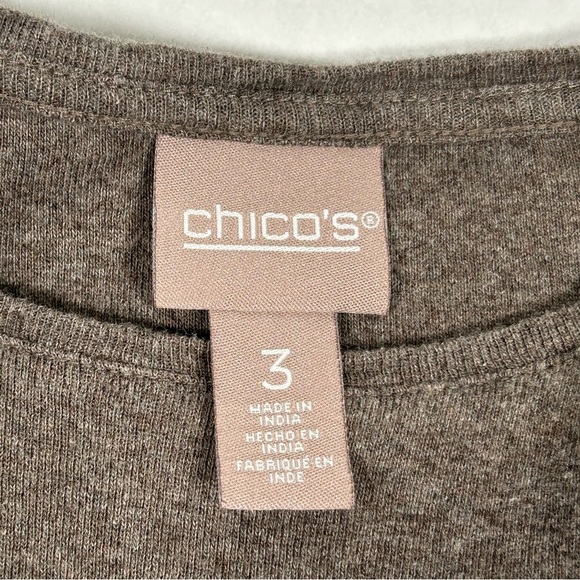 chico's®
3
MADE IN
INDIA
HECHO EN
INDIA
FABRIQUÉ EN
INDE